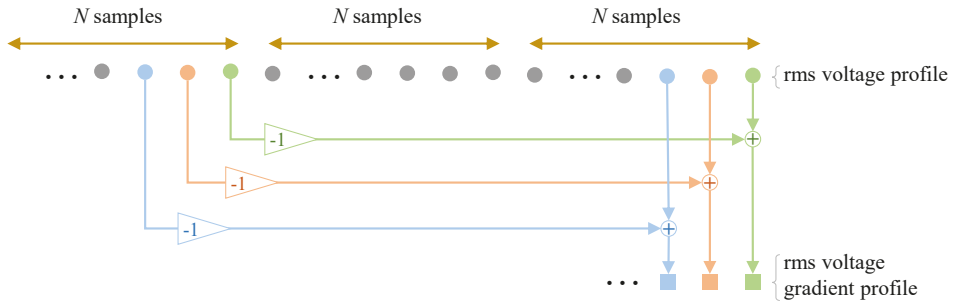 N samples
N samples
N samples
rms voltage profile
-1
+
-1
+
-1
+
rms voltage
gradient profile